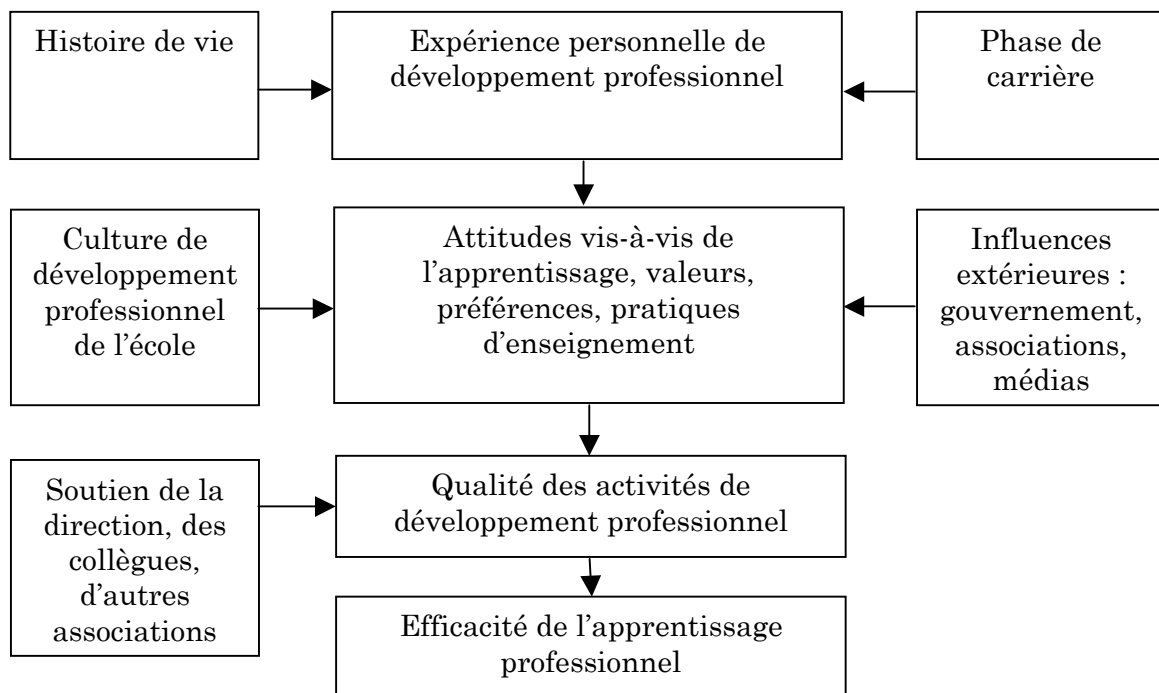 Histoire de vie
Expérience personnelle de
développement professionnel
Phase de
carrière
Culture de
développement
professionnel
de l’école
Attitudes vis-à-vis de
l’apprentissage, valeurs,
préférences, pratiques
d’enseignement
Influences
extérieures :
gouvernement,
associations,
médias
Soutien de la
direction, des
collègues,
d’autres
associations
Qualité des activités de
développement professionnel
Efficacité de l’apprentissage
professionnel